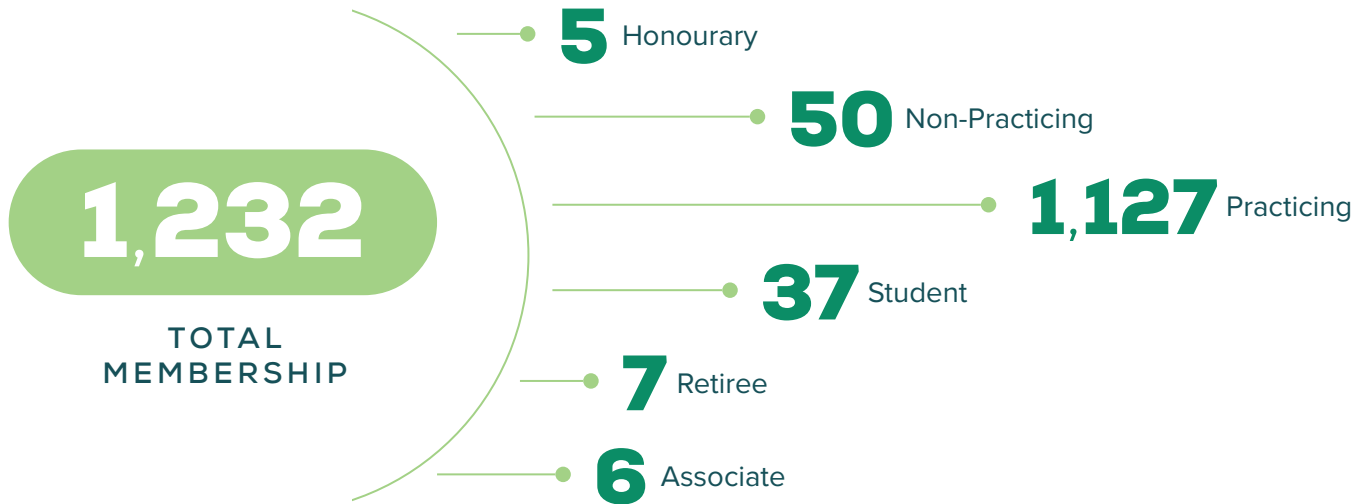 1,232
TOTAL
MEMBERSHIP
5 Honourary
50 Non-Practicing
1,127 Practicing
37 Student
7 Retiree
6 Associate